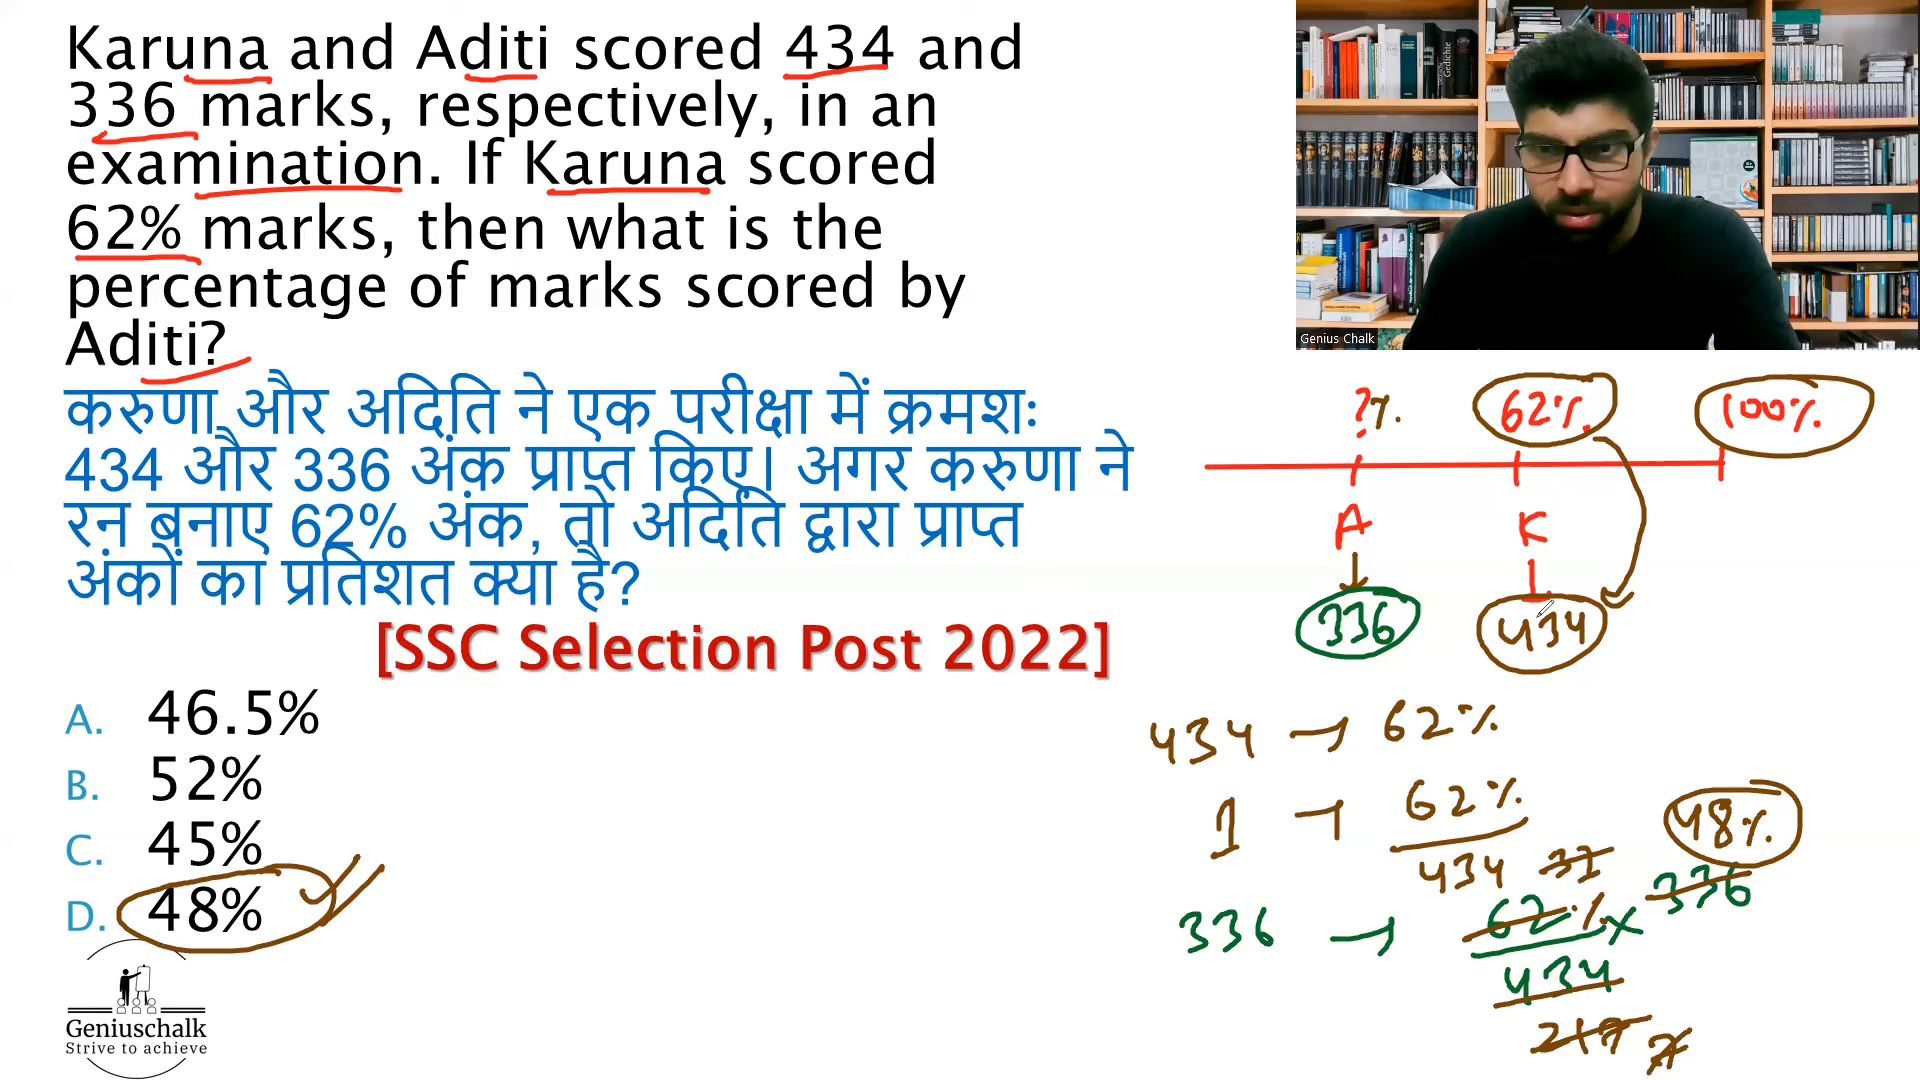 Karuna and Aditi scored 434 and
336 marks, respectively, in an
examination. If Karuna scored
62% marks, then what is the
percentage of marks scored by
Aditi?
करुणा और अदिति ने एक परीक्षा में क्रमशः
434 और 336 अंक प्राप्त किए। अगर करुणा ने
रन बनाए 62% अंक, तो अदिति द्वारा प्राप्त
अंकों का प्रतिशत क्या है?
[SSC Selection Post 2022]
A. 46.5%
B. 52%
C. 45%
D. 48%
Geniuschalk
Strive to achieve
Genius Chalk
?% 62% 100%
A K
336 434
434 → 62%
1 → 62%
434 31
48%
336 → 62% × 336
434
217 7